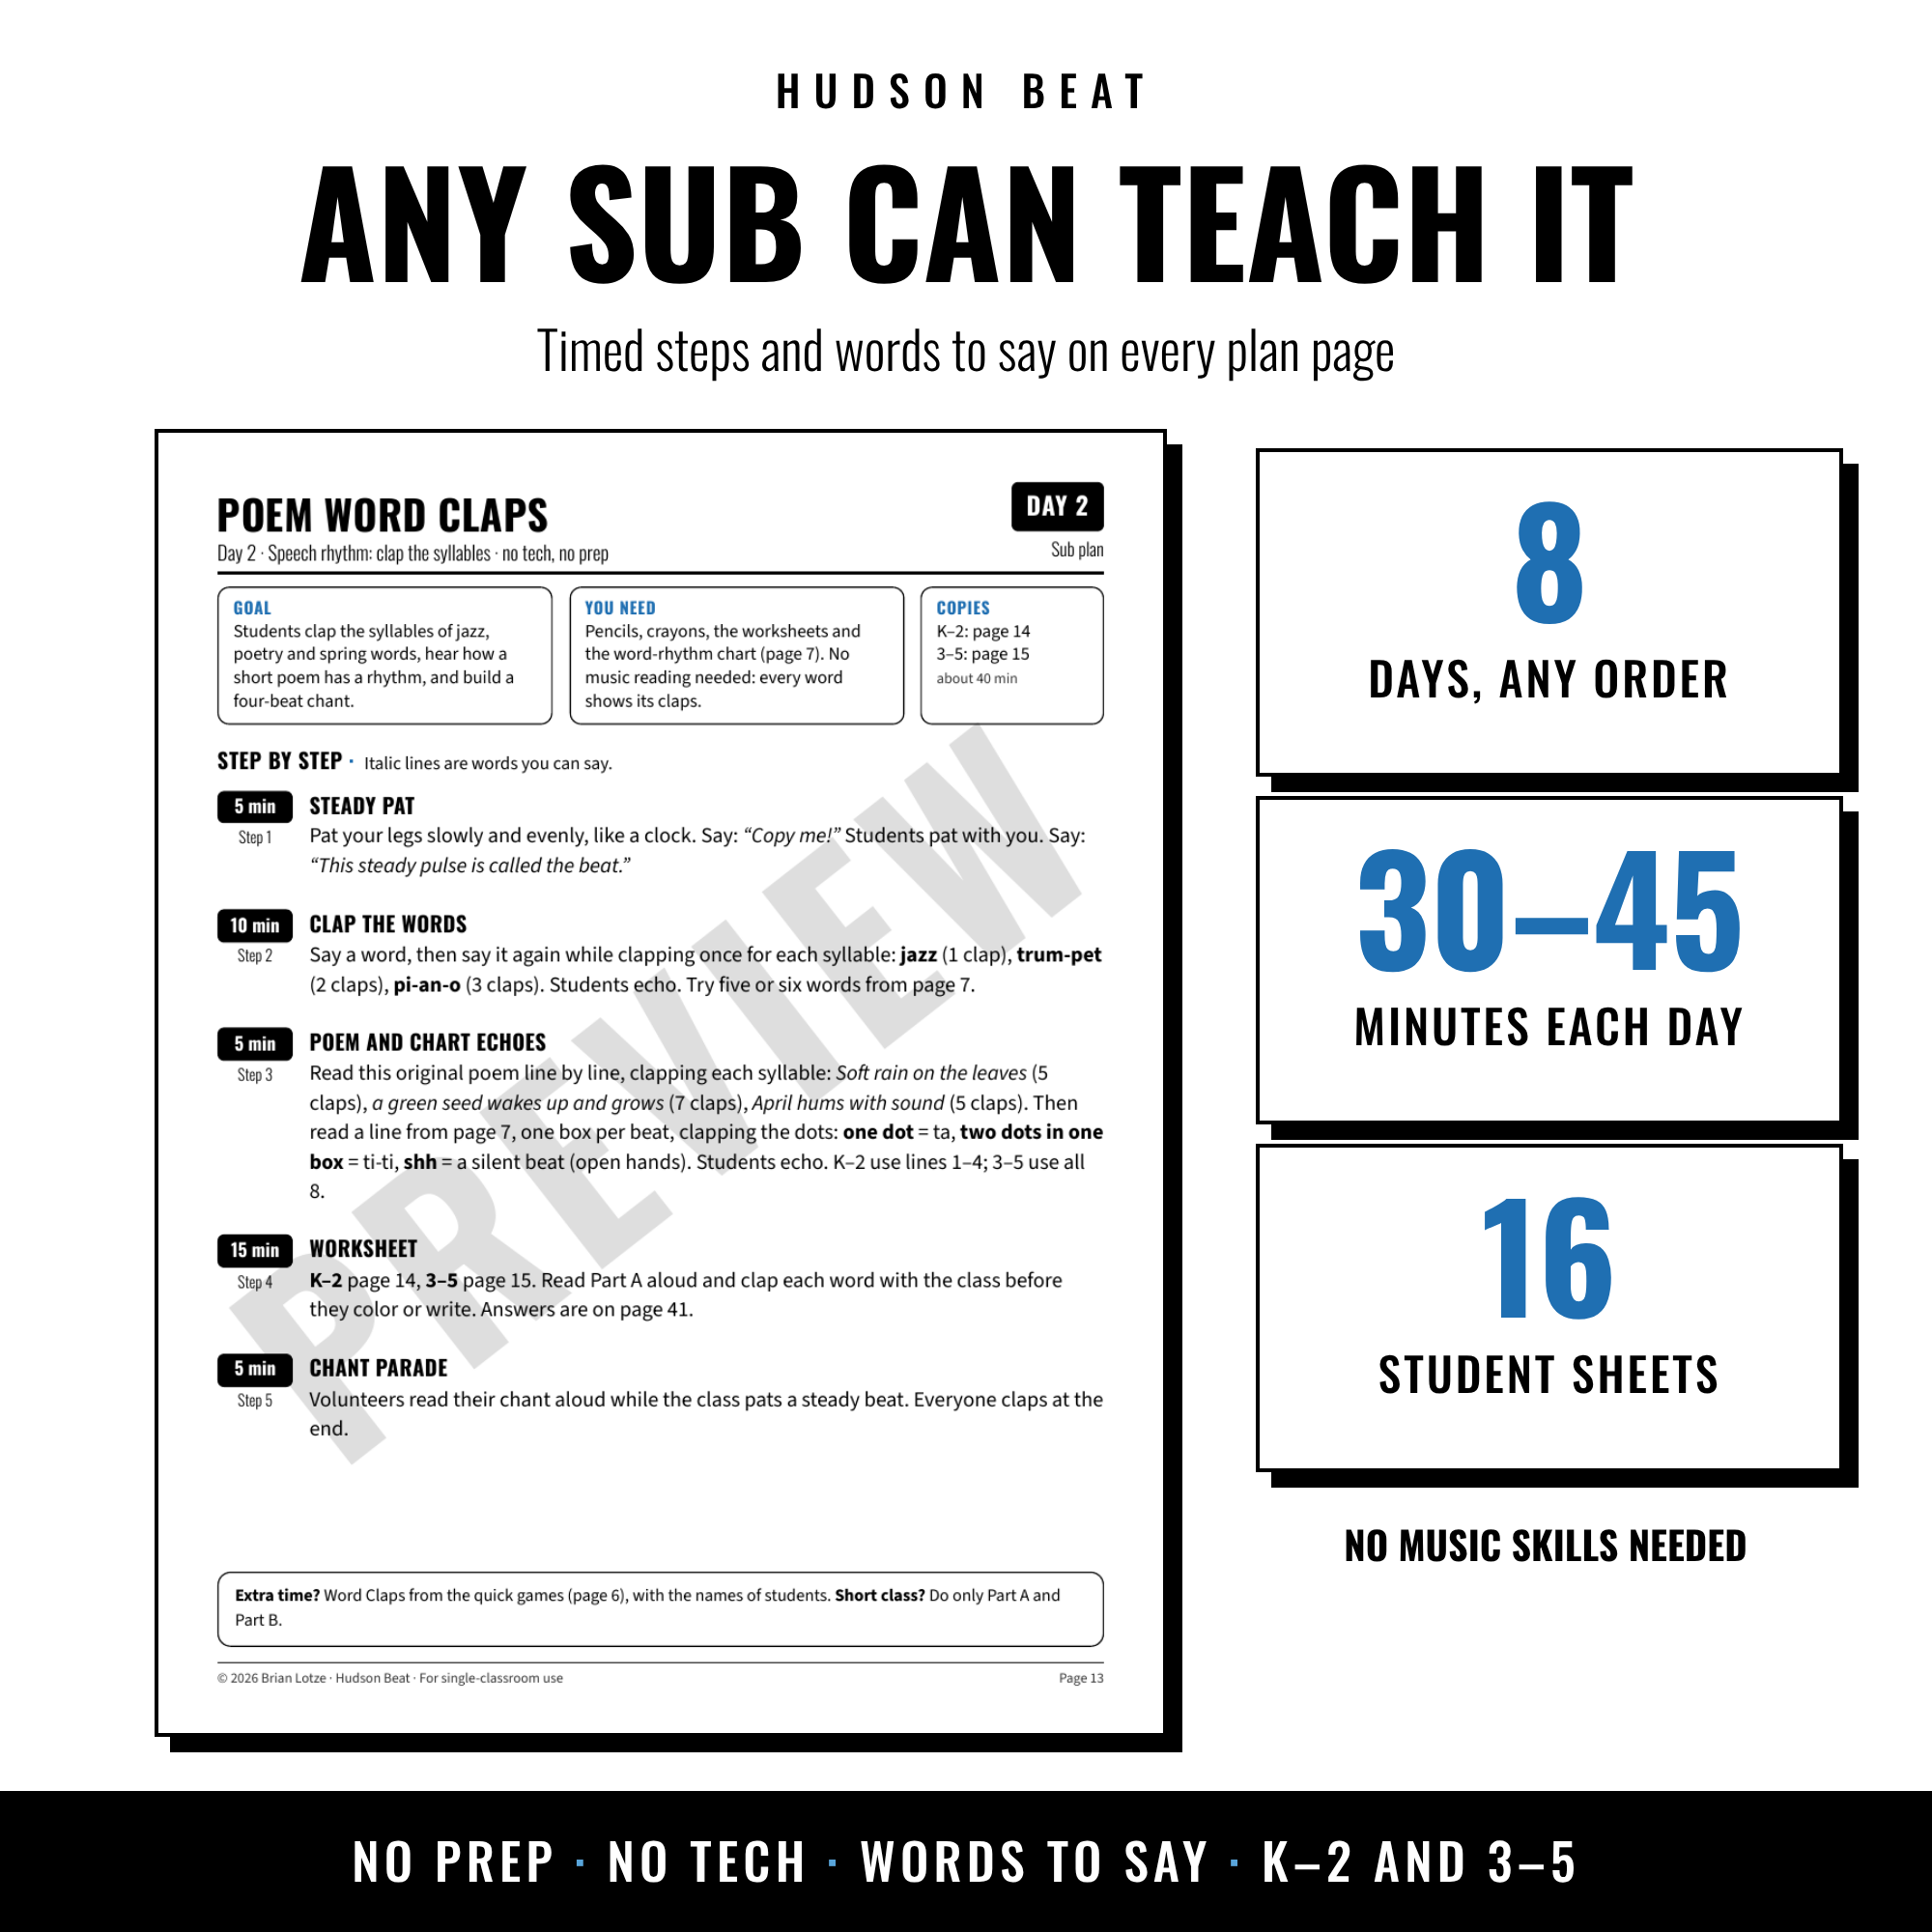 HUDSON BEAT
ANY SUB CAN TEACH IT
Timed steps and words to say on every plan page
POEM WORD CLAPS
DAY 2
Day 2 · Speech rhythm: clap the syllables · no tech, no prep
Sub plan
GOAL
Students clap the syllables of jazz,
poetry and spring words, hear how a
short poem has a rhythm, and build a
four-beat chant.
YOU NEED
Pencils, crayons, the worksheets and
the word-rhythm chart (page 7). No
music reading needed: every word
shows its claps.
COPIES
K–2: page 14
3–5: page 15
about 40 min
STEP BY STEP · Italic lines are words you can say.
5 min
Step 1
STEADY PAT
Pat your legs slowly and evenly, like a clock. Say: “Copy me!” Students pat with you. Say:
“This steady pulse is called the beat.”
10 min
Step 2
CLAP THE WORDS
Say a word, then say it again while clapping once for each syllable: jazz (1 clap), trum-pet
(2 claps), pi-an-o (3 claps). Students echo. Try five or six words from page 7.
5 min
Step 3
POEM AND CHART ECHOES
Read this original poem line by line, clapping each syllable: Soft rain on the leaves (5
claps), a green seed wakes up and grows (7 claps), April hums with sound (5 claps). Then
read a line from page 7, one box per beat, clapping the dots: one dot = ta, two dots in one
box = ti-ti, shh = a silent beat (open hands). Students echo. K–2 use lines 1–4; 3–5 use all
8.
15 min
Step 4
WORKSHEET
K–2 page 14, 3–5 page 15. Read Part A aloud and clap each word with the class before
they color or write. Answers are on page 41.
5 min
Step 5
CHANT PARADE
Volunteers read their chant aloud while the class pats a steady beat. Everyone claps at the
end.
Extra time? Word Claps from the quick games (page 6), with the names of students. Short class? Do only Part A and
Part B.
© 2026 Brian Lotze · Hudson Beat · For single-classroom use
Page 13
PREVIEW
8
DAYS, ANY ORDER
30–45
MINUTES EACH DAY
16
STUDENT SHEETS
NO MUSIC SKILLS NEEDED
NO PREP · NO TECH · WORDS TO SAY · K–2 AND 3–5